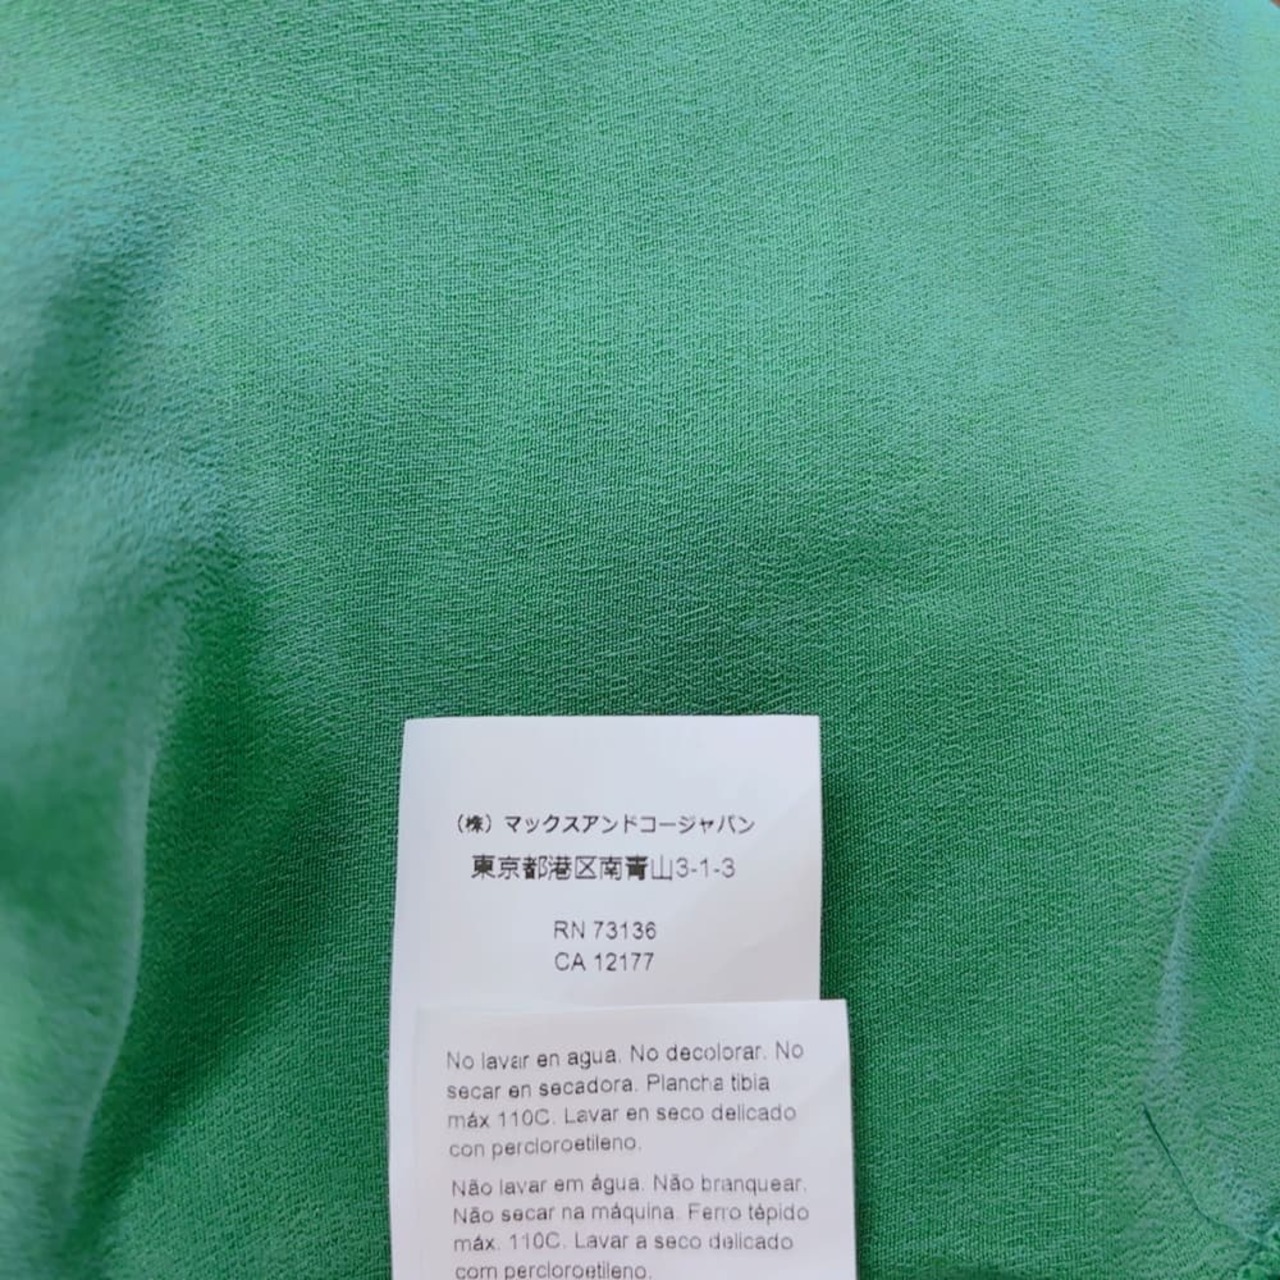 （株）マックスアンドコージャパン
東京都港区南青山3-1-3
RN 73136
CA 12177
No lavar en agua. No decolorar. No
secar en secadora. Plancha tibia
máx 110C. Lavar en seco delicado
con percloroetileno.
Não lavar em água. Não branquear.
Não secar na máquina. Ferro tépido
máx. 110C. Lavar a seco delicado
com percloroetileno.